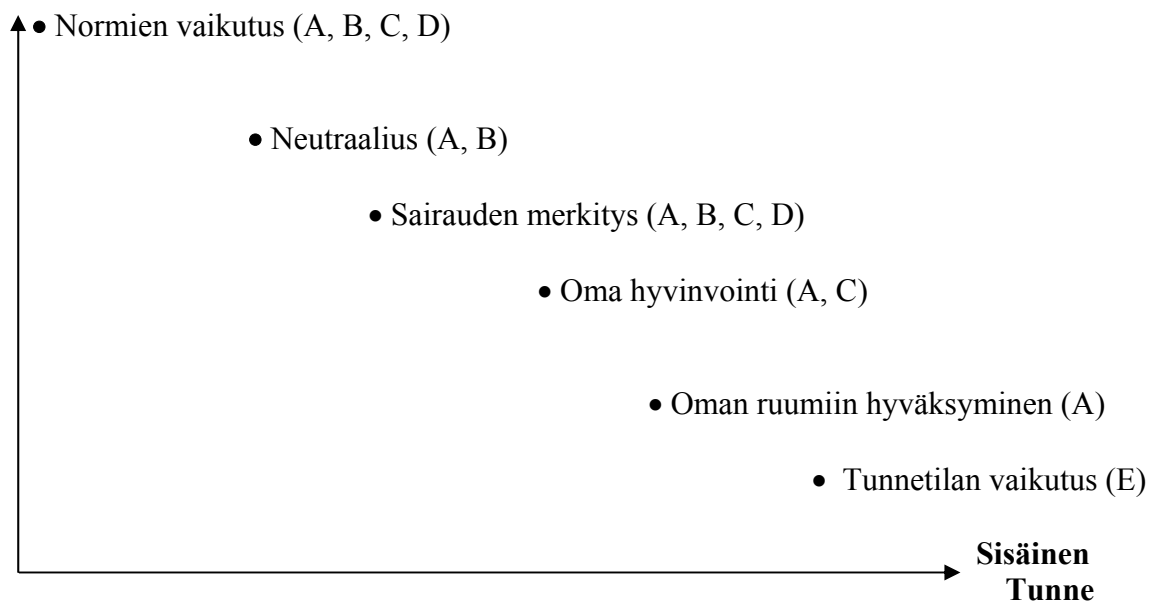 • Normien vaikutus (A, B, C, D)
• Neutraalius (A, B)
• Sairauden merkitys (A, B, C, D)
• Oma hyvinvointi (A, C)
• Oman ruumiin hyväksyminen (A)
• Tunnetilan vaikutus (E)
Sisäinen
Tunne